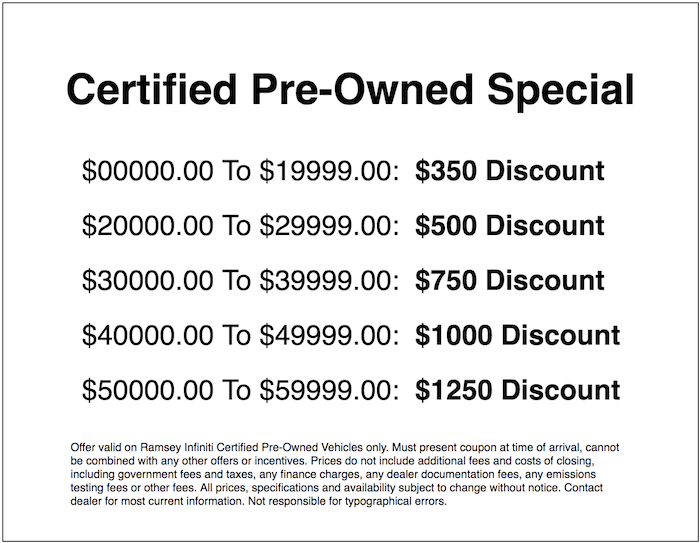 Certified Pre-Owned Special
$00000.00 To $19999.00: $350 Discount
$20000.00 To $29999.00: $500 Discount
$30000.00 To $39999.00: $750 Discount
$40000.00 To $49999.00: $1000 Discount
$50000.00 To $59999.00: $1250 Discount
Offer valid on Ramsey Infiniti Certified Pre-Owned Vehicles only. Must present coupon at time of arrival, cannot
be combined with any other offers or incentives. Prices do not include additional fees and costs of closing,
including government fees and taxes, any finance charges, any dealer documentation fees, any emissions
testing fees or other fees. All prices, specifications and availability subject to change without notice. Contact
dealer for most current information. Not responsible for typographical errors.